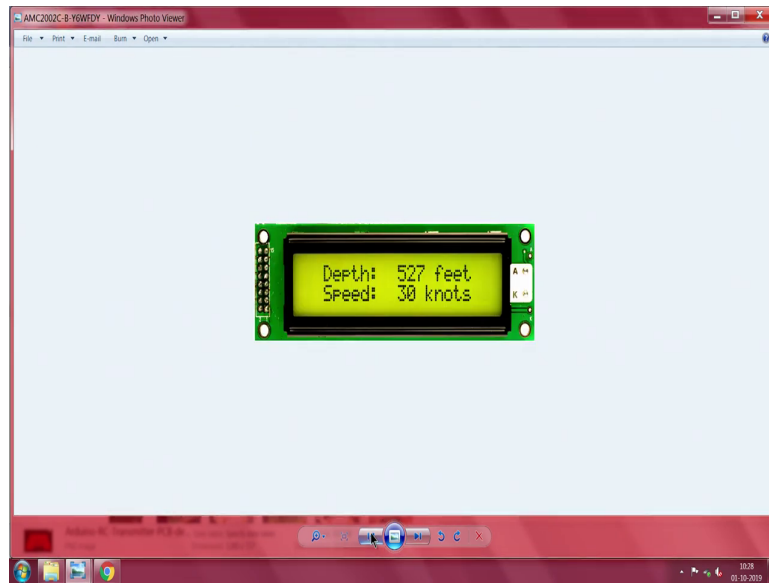 AMC2002C-B-Y6WFDY - Windows Photo Viewer
File Print E-mail Burn Open
Depth: 527 feet
Speed: 30 knots
A
K
10:28
01-10-2019